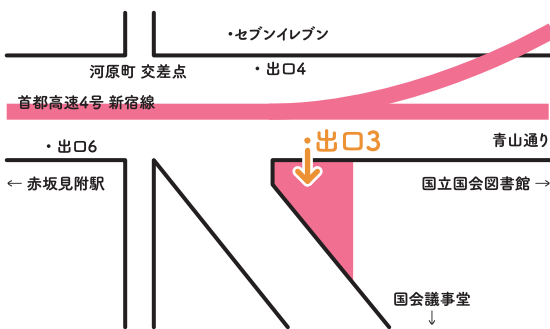 ・セブンイレブン
河原町 交差点
・出口4
首都高速4号 新宿線
・出口3
青山通り
・出口6
← 赤坂見附駅
国立国会図書館 →
国会議事堂
↓